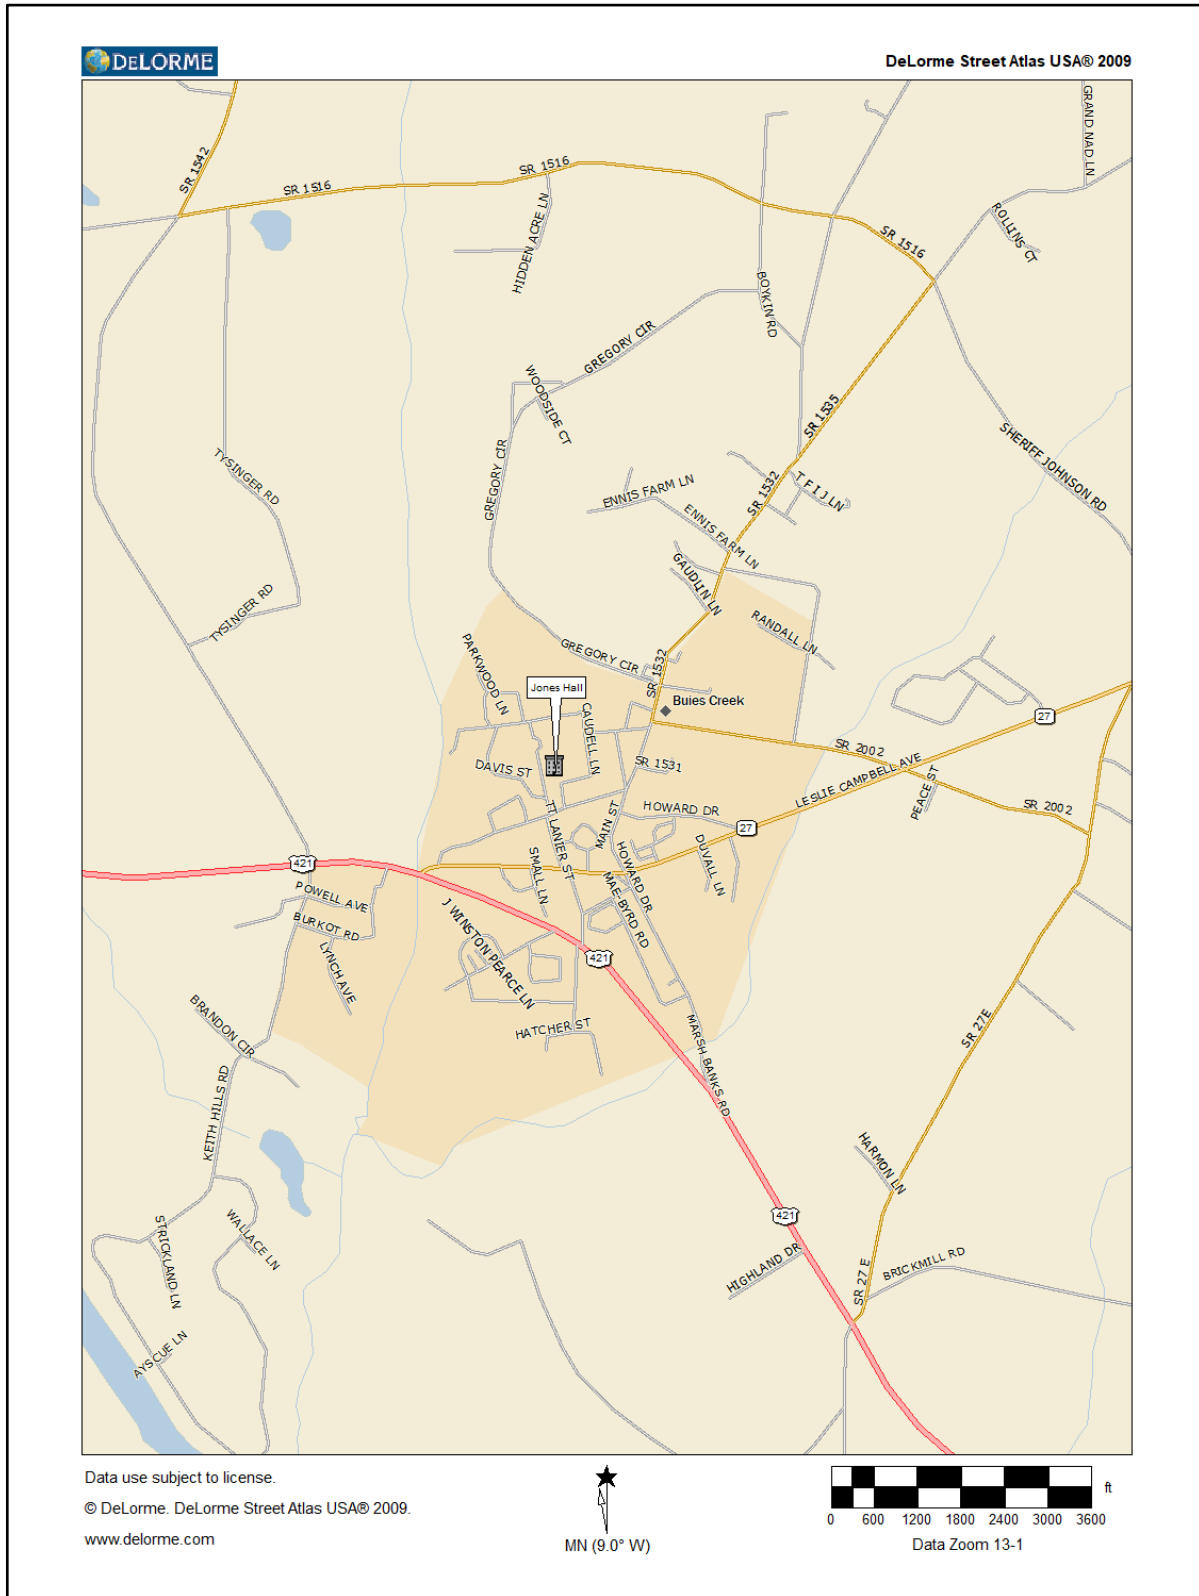 DELORME
DeLorme Street Atlas USA® 2009
GRAND NAD LN
SR 1542
SR 1516
SR 1516
HIDDEN ACRE LN
ROLLINS CT
SR 1516
BOYKIN RD
GREGORY CIR
WOODSIDE CT
SR 1535
SHERIFF JOHNSON RD
GREGORY CIR
TYSINGER RD
ENNIS FARM LN
SR 1532
T F I J LN
ENNIS FARM LN
GAUDLIN LN
TYSINGER RD
RANDALL LN
PARKWOOD LN
GREGORY CIR
SR 1532
Jones Hall
Buies Creek
CAUDELL LN
27
DAVIS ST
SR 1531
SR 2002
LESLIE CAMPBELL AVE
PEACE ST
SR 2002
TT LANIER ST
MAIN ST
HOWARD DR
27
DUVALL LN
421
SMALL LN
HOWARD DR
MAE-BYRD RD
POWELL AVE
BURKOT RD
LYNCH AVE
J WINSTON PEARCE LN
421
BRANDON CIR
HATCHER ST
MARSH BANKS RD
SR 27E
KEITH HILLS RD
HARMON LN
STRICKLAND LN
WALLACE LN
421
HIGHLAND DR
SR 27 E
BRICKMILL RD
AYSCUE LN
Data use subject to license.
© DeLorme. DeLorme Street Atlas USA® 2009.
www.delorme.com
MN (9.0° W)
ft
0 600 1200 1800 2400 3000 3600
Data Zoom 13-1